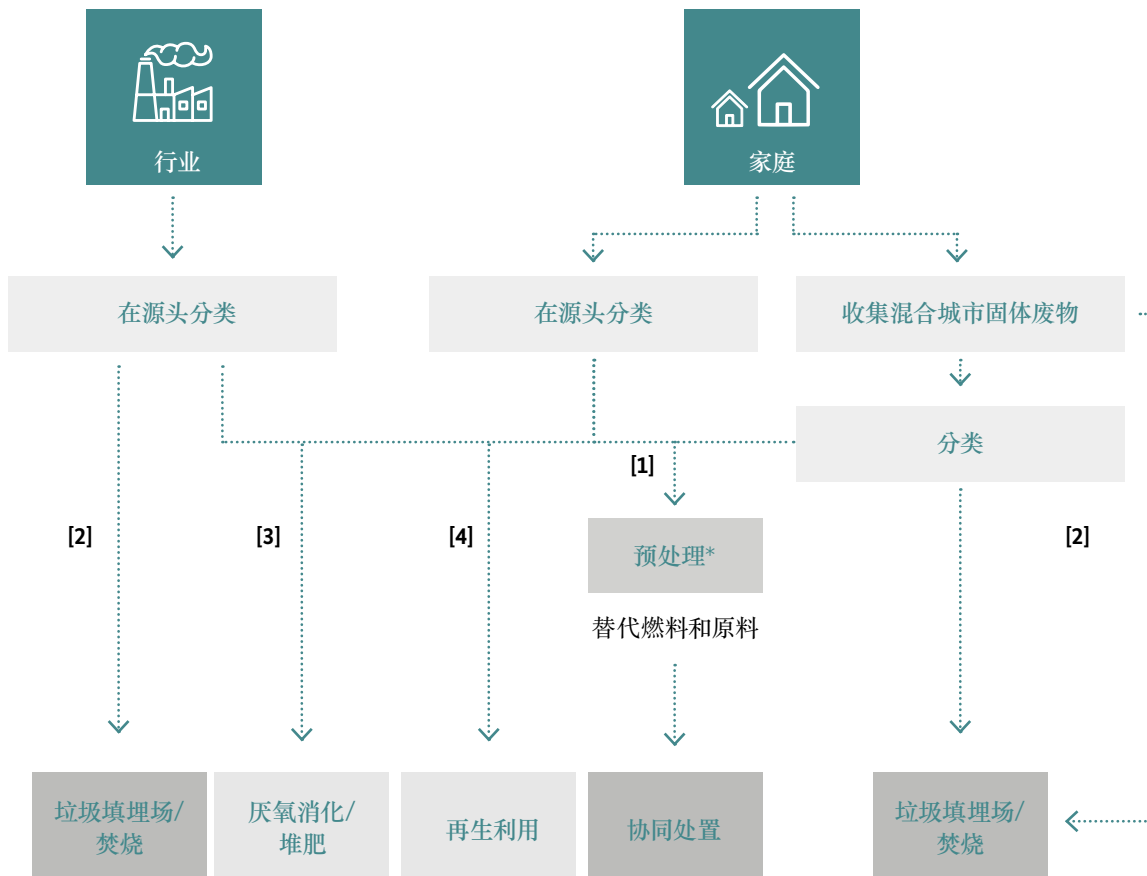 行业
家庭
在源头分类
在源头分类
收集混合城市固体废物
分类
[1]
[2]
[3]
[4]
[2]
预处理*
替代燃料和原料
垃圾填埋场/
焚烧
厌氧消化/
堆肥
再生利用
协同处置
垃圾填埋场/
焚烧